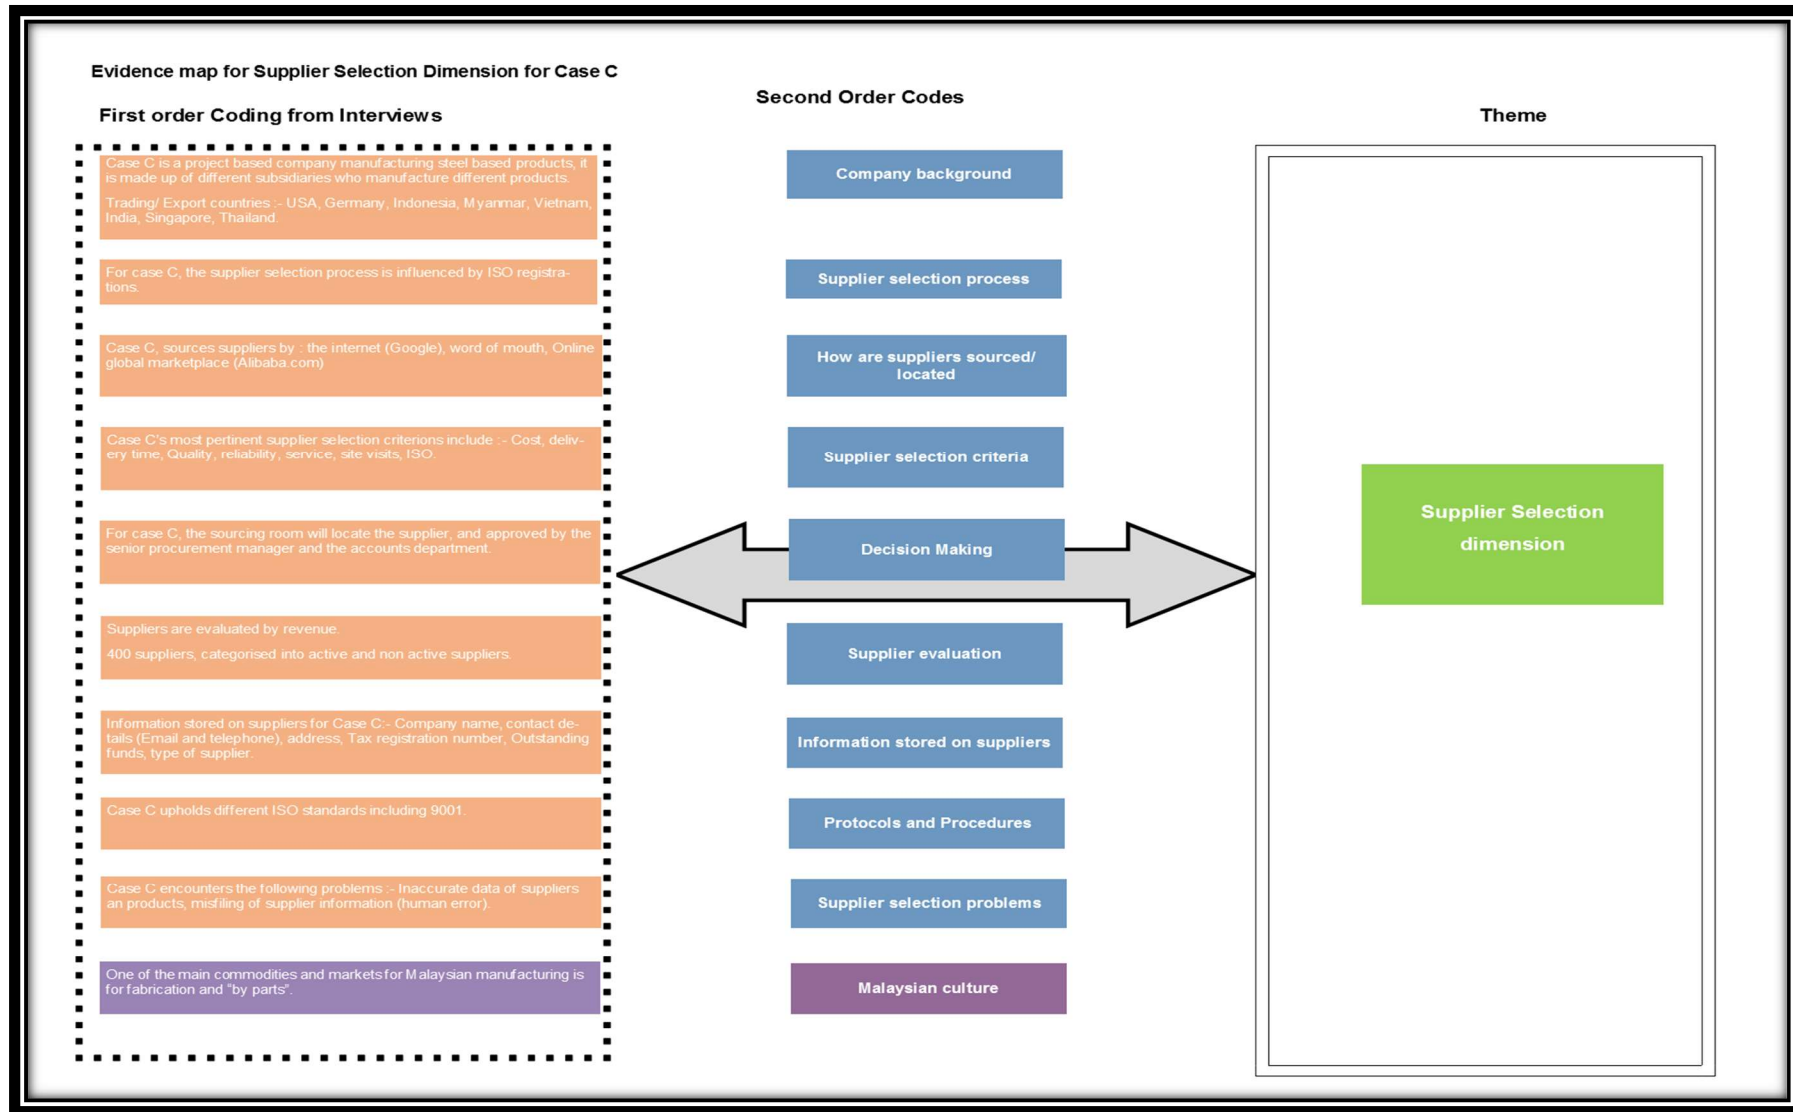 Evidence map for Supplier Selection Dimension for Case C
First order Coding from Interviews
Second Order Codes
Theme
Case C is a project based company manufacturing steel based products, it
is made up of different subsidiaries who manufacture different products.
Trading/ Export countries :- USA, Germany, Indonesia, Myanmar, Vietnam,
India, Singapore, Thailand.
Company background
For case C, the supplier selection process is influenced by ISO registra-
tions.
Supplier selection process
Case C, sources suppliers by : the internet (Google), word of mouth, Online
global marketplace (Alibaba.com)
How are suppliers sourced/
located
Case C's most pertinent supplier selection criterions include :- Cost, deliv-
ery time, Quality, reliability, service, site visits, ISO.
Supplier selection criteria
For case C, the sourcing room will locate the supplier, and approved by the
senior procurement manager and the accounts department.
Decision Making
Supplier Selection
dimension
Suppliers are evaluated by revenue.
400 suppliers, categorised into active and non active suppliers.
Supplier evaluation
Information stored on suppliers for Case C:- Company name, contact de-
tails (Email and telephone), address, Tax registration number, Outstanding
funds, type of supplier.
Information stored on suppliers
Case C upholds different ISO standards including 9001.
Protocols and Procedures
Case C encounters the following problems :- Inaccurate data of suppliers
an products, misfiling of supplier information (human error).
Supplier selection problems
One of the main commodities and markets for Malaysian manufacturing is
for fabrication and “by parts”.
Malaysian culture